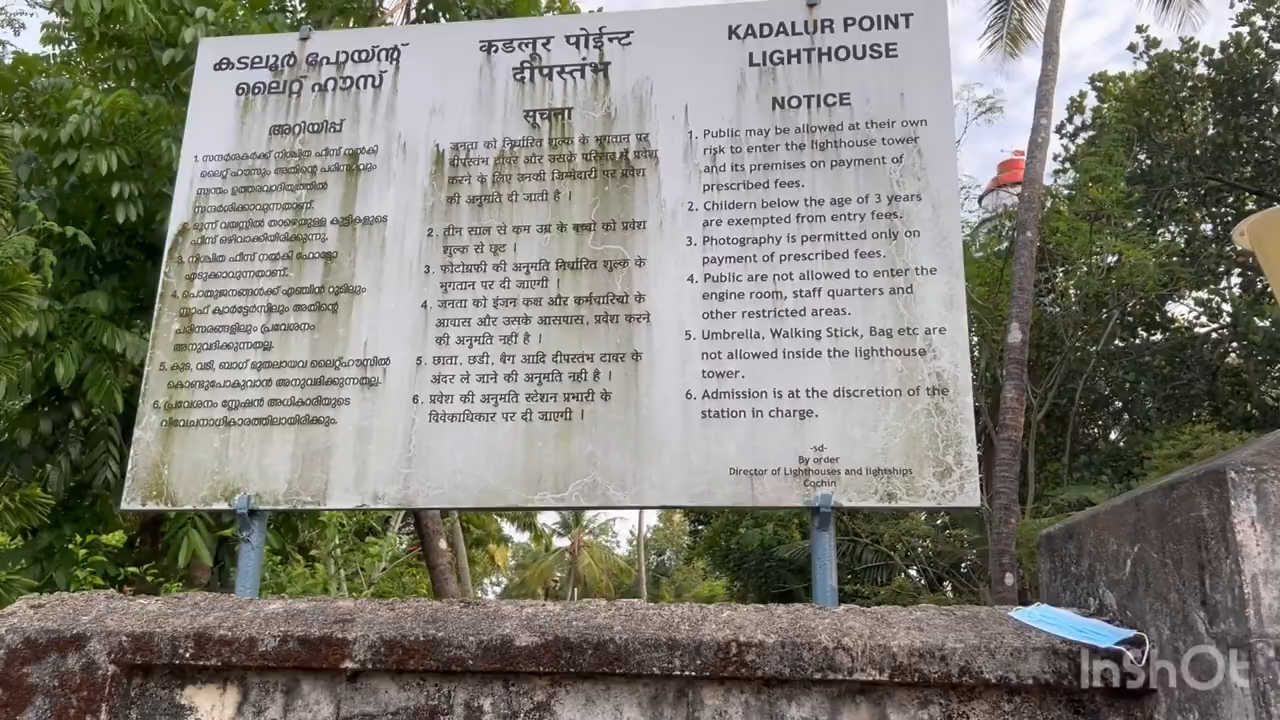 കടലൂർ പോയ്ന്റ്
ലൈറ്റ് ഹൗസ്
അറിയിപ്പ്
1. സന്ദർശകർക്ക് നിശ്ചിത ഫീസ് നൽകി
ലൈറ്റ് ഹൗസും അതിന്റെ പരിസരവും
സ്വന്തം ഉത്തരവാദിത്വത്തിൽ
സന്ദർശിക്കാവുന്നതാണ്.
2. മൂന്ന് വയസ്സിൽ താഴെയുള്ള കുട്ടികളുടെ
ഫീസ് ഒഴിവാക്കിയിരിക്കുന്നു.
3. നിശ്ചിത ഫീസ് നൽകി ഫോട്ടോ
എടുക്കാവുന്നതാണ്.
4. പൊതുജനങ്ങൾക്ക് എഞ്ചിൻ റൂമിലും
സ്റ്റാഫ് ക്വാർട്ടേഴ്സിലും അതിന്റെ
പരിസരങ്ങളിലും പ്രവേശനം
അനുവദിക്കുന്നതല്ല.
5. കുട, വടി, ബാഗ് മുതലായവ ലൈറ്റ്ഹൗസിൽ
കൊണ്ടുപോകുവാൻ അനുവദിക്കുന്നതല്ല.
6. പ്രവേശനം സ്റ്റേഷൻ അധികാരിയുടെ
വിവേചനാധികാരത്തിലായിരിക്കും.
कडलूर पोईन्ट
दीपस्तंभ
सूचना
1. जनता को निर्धारित शुल्क के भुगतान पर
दीपस्तंभ टावर और उसके परिसर में प्रवेश
करने के लिए उनकी जिम्मेदारी पर प्रवेश
की अनुमति दी जाती है ।
2. तीन साल से कम उम्र के बच्चो को प्रवेश
शुल्क से छूट ।
3. फोटोग्रफी की अनुमति निर्धारित शुल्क के
भुगतान पर दी जाएगी ।
4. जनता को इंजन कक्ष और कर्मचारियो के
आवास और उसके आसपास, प्रवेश करने
की अनुमति नहीं है ।
5. छाता, छडी, बैग आदि दीपस्तंभ टावर के
अंदर ले जाने की अनुमति नही है ।
6. प्रवेश की अनुमति स्टेशन प्रभारी के
विवेकाधिकार पर दी जाएगी ।
KADALUR POINT
LIGHTHOUSE
NOTICE
1. Public may be allowed at their own
risk to enter the lighthouse tower
and its premises on payment of
prescribed fees.
2. Childern below the age of 3 years
are exempted from entry fees.
3. Photography is permitted only on
payment of prescribed fees.
4. Public are not allowed to enter the
engine room, staff quarters and
other restricted areas.
5. Umbrella, Walking Stick, Bag etc are
not allowed inside the lighthouse
tower.
6. Admission is at the discretion of the
station in charge.
-sd-
By order
Director of Lighthouses and lightships
Cochin
InShOt